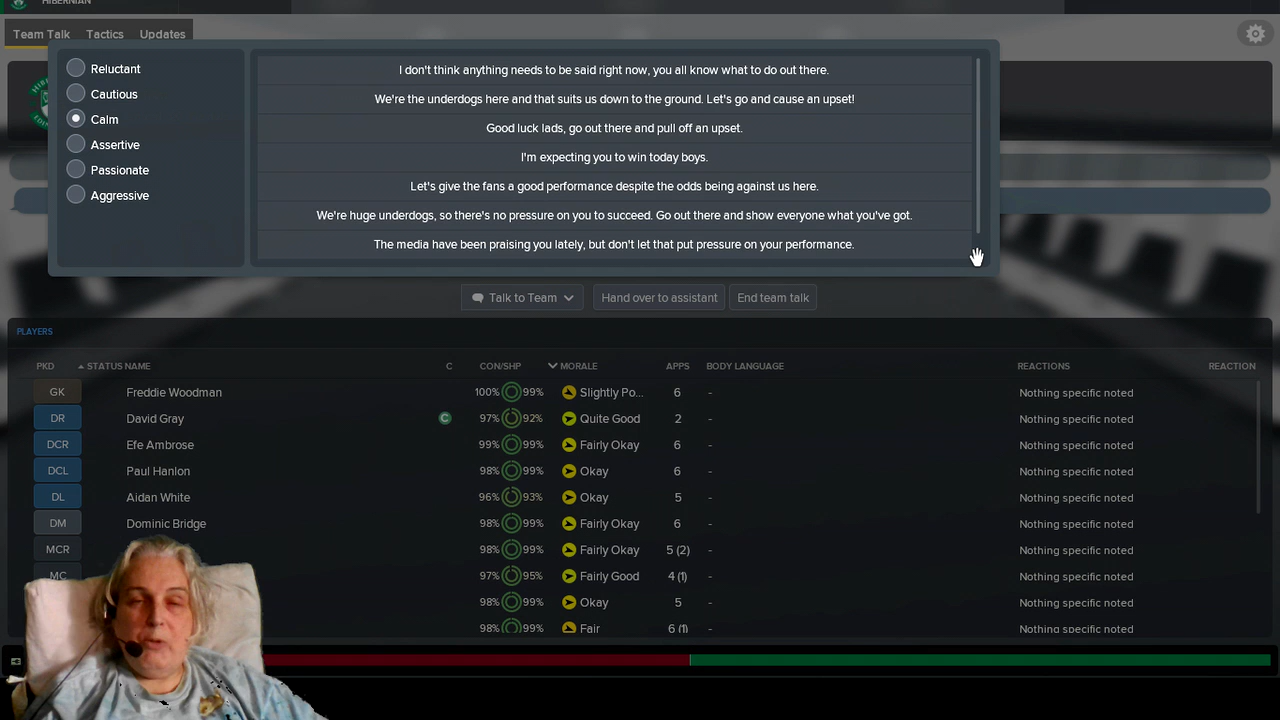 HIBERNIAN
Team Talk Tactics Updates
Reluctant
Cautious
Calm
Assertive
Passionate
Aggressive
I don't think anything needs to be said right now, you all know what to do out there.
We're the underdogs here and that suits us down to the ground. Let's go and cause an upset!
Good luck lads, go out there and pull off an upset.
I'm expecting you to win today boys.
Let's give the fans a good performance despite the odds being against us here.
We're huge underdogs, so there's no pressure on you to succeed. Go out there and show everyone what you've got.
The media have been praising you lately, but don't let that put pressure on your performance.
Talk to Team Hand over to assistant End team talk
PLAYERS
PKD STATUS NAME C CON/SHP MORALE APPS BODY LANGUAGE REACTIONS REACTION
GK Freddie Woodman 100% 99% Slightly Po... 6 - Nothing specific noted
DR David Gray C 97% 92% Quite Good 2 - Nothing specific noted
DCR Efe Ambrose 99% 99% Fairly Okay 6 - Nothing specific noted
DCL Paul Hanlon 98% 99% Okay 6 - Nothing specific noted
DL Aidan White 96% 93% Okay 5 - Nothing specific noted
DM Dominic Bridge 98% 99% Fairly Okay 6 - Nothing specific noted
MCR 98% 99% Fairly Okay 5 (2) - Nothing specific noted
MC 97% 95% Fairly Good 4 (1) - Nothing specific noted
98% 99% Okay 5 - Nothing specific noted
98% 99% Fair 6 (1) - Nothing specific noted